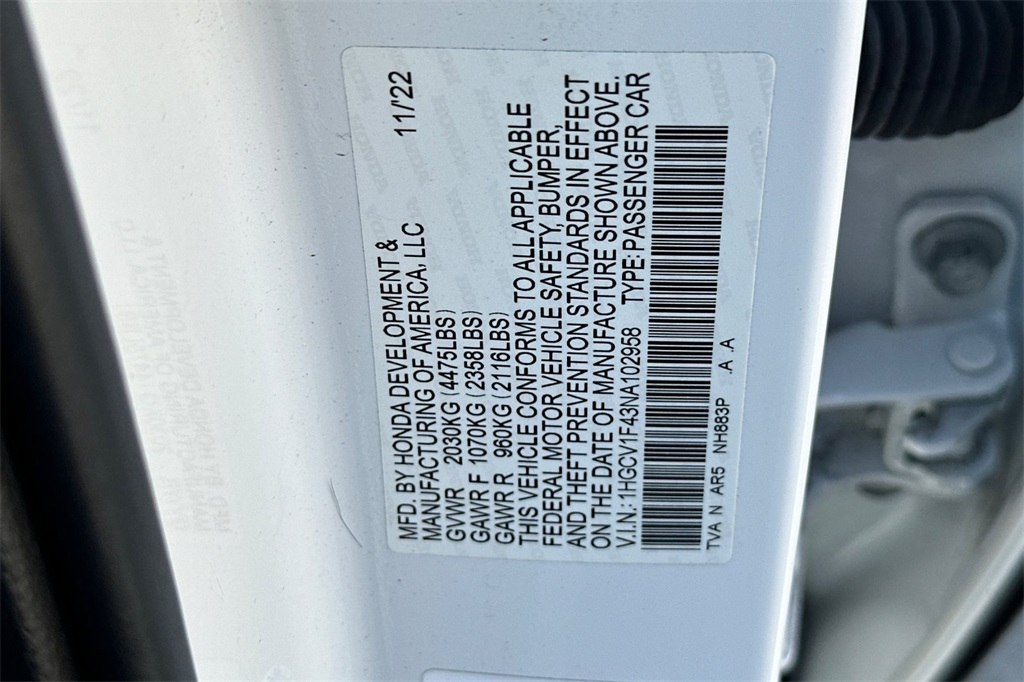 MFD. BY HONDA DEVELOPMENT & 11/'22
MANUFACTURING OF AMERICA, LLC
GVWR 2030KG (4475LBS)
GAWR F 1070KG (2358LBS)
GAWR R 960KG (2116LBS)
THIS VEHICLE CONFORMS TO ALL APPLICABLE
FEDERAL MOTOR VEHICLE SAFETY, BUMPER,
AND THEFT PREVENTION STANDARDS IN EFFECT
ON THE DATE OF MANUFACTURE SHOWN ABOVE.
V.I.N.: 1HGCV1F43NA102958 TYPE: PASSENGER CAR
TVA N AR5 NH883P .A .A